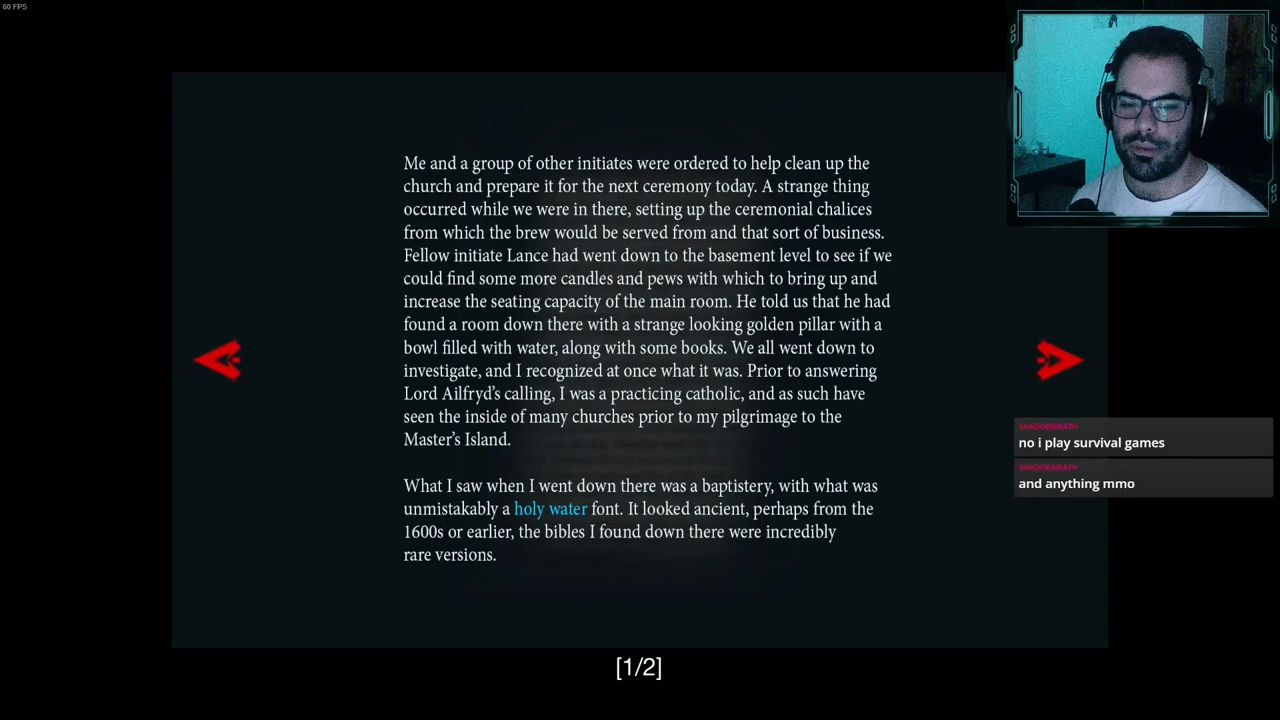 60 FPS
Me and a group of other initiates were ordered to help clean up the
church and prepare it for the next ceremony today. A strange thing
occurred while we were in there, setting up the ceremonial chalices
from which the brew would be served from and that sort of business.
Fellow initiate Lance had went down to the basement level to see if we
could find some more candles and pews with which to bring up and
increase the seating capacity of the main room. He told us that he had
found a room down there with a strange looking golden pillar with a
bowl filled with water, along with some books. We all went down to
investigate, and I recognized at once what it was. Prior to answering
Lord Ailfryd's calling, I was a practicing catholic, and as such have
seen the inside of many churches prior to my pilgrimage to the
Master's Island.
What I saw when I went down there was a baptistery, with what was
unmistakably a holy water font. It looked ancient, perhaps from the
1600s or earlier, the bibles I found down there were incredibly
rare versions.
[1/2]
SHADOEWRATH
no i play survival games
SHADOEWRATH
and anything mmo